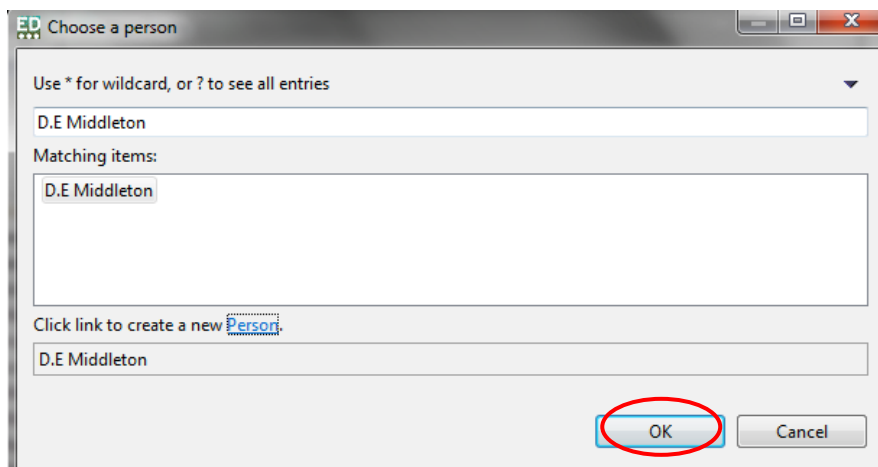 ED Choose a person
Use * for wildcard, or ? to see all entries
D.E Middleton
Matching items:
D.E Middleton
Click link to create a new Person.
D.E Middleton
OK Cancel